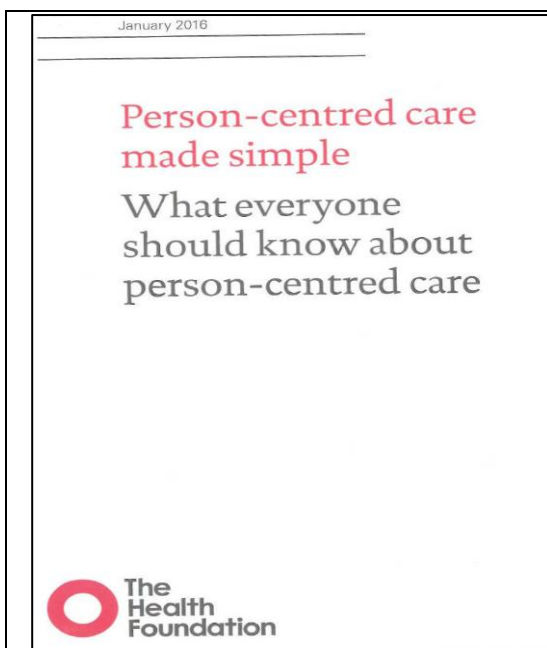 January 2016
Person-centred care
made simple
What everyone
should know about
person-centred care
The
Health
Foundation